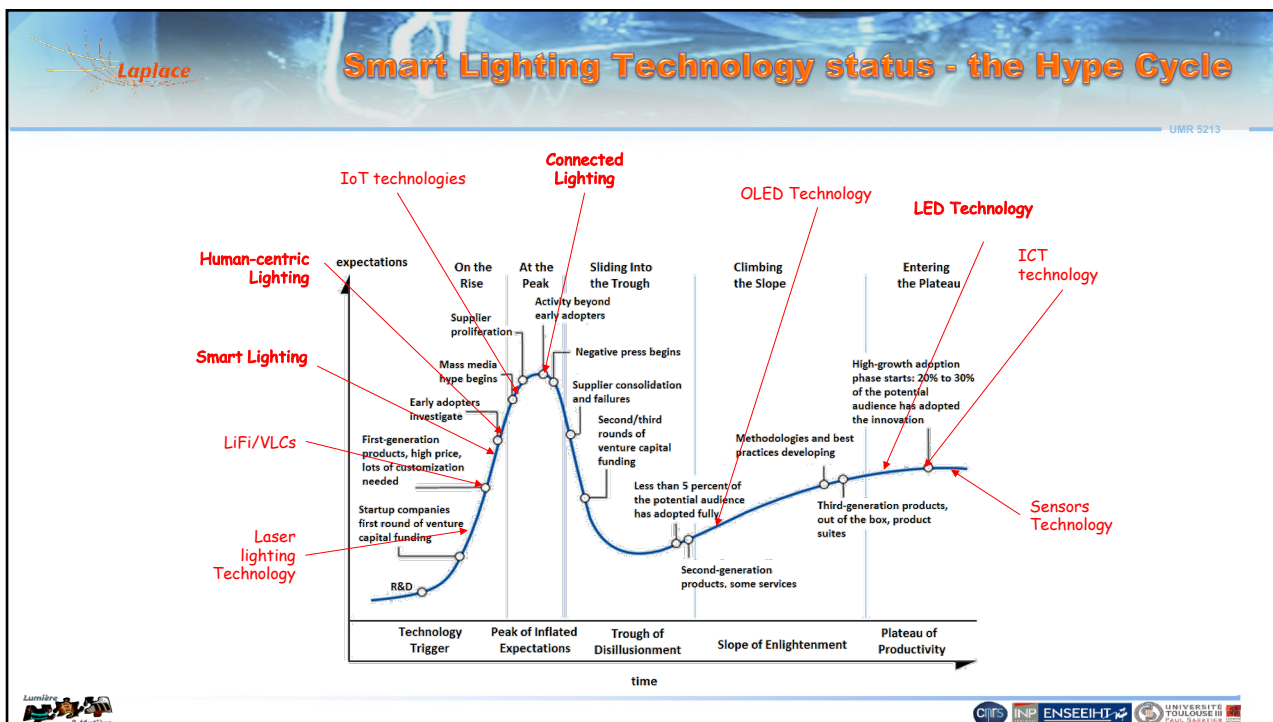 Laplace
Smart Lighting Technology status - the Hype Cycle
UMR 5213
Connected
Lighting
IoT technologies
OLED Technology
LED Technology
ICT
technology
Human-centric
Lighting
Smart Lighting
LiFi/VLCs
Laser
lighting
Technology
Sensors
Technology
expectations
On the
Rise
At the
Peak
Sliding Into
the Trough
Climbing
the Slope
Entering
the Plateau
Activity beyond
early adopters
Supplier
proliferation
Negative press begins
Mass media
hype begins
Supplier consolidation
and failures
Early adopters
investigate
Second/third
rounds of
venture capital
funding
First-generation
products, high price,
lots of customization
needed
Less than 5 percent of
the potential audience
has adopted fully
Startup companies
first round of venture
capital funding
R&D
Second-generation
products, some services
Methodologies and best
practices developing
High-growth adoption
phase starts: 20% to 30%
of the potential
audience has adopted
the innovation
Third-generation products,
out of the box, product
suites
Technology
Trigger
Peak of Inflated
Expectations
Trough of
Disillusionment
Slope of Enlightenment
Plateau of
Productivity
time
Lumière
& Matière
cnrs
INP ENSEEIHT
UNIVERSITÉ
TOULOUSE III
PAUL SABATIER